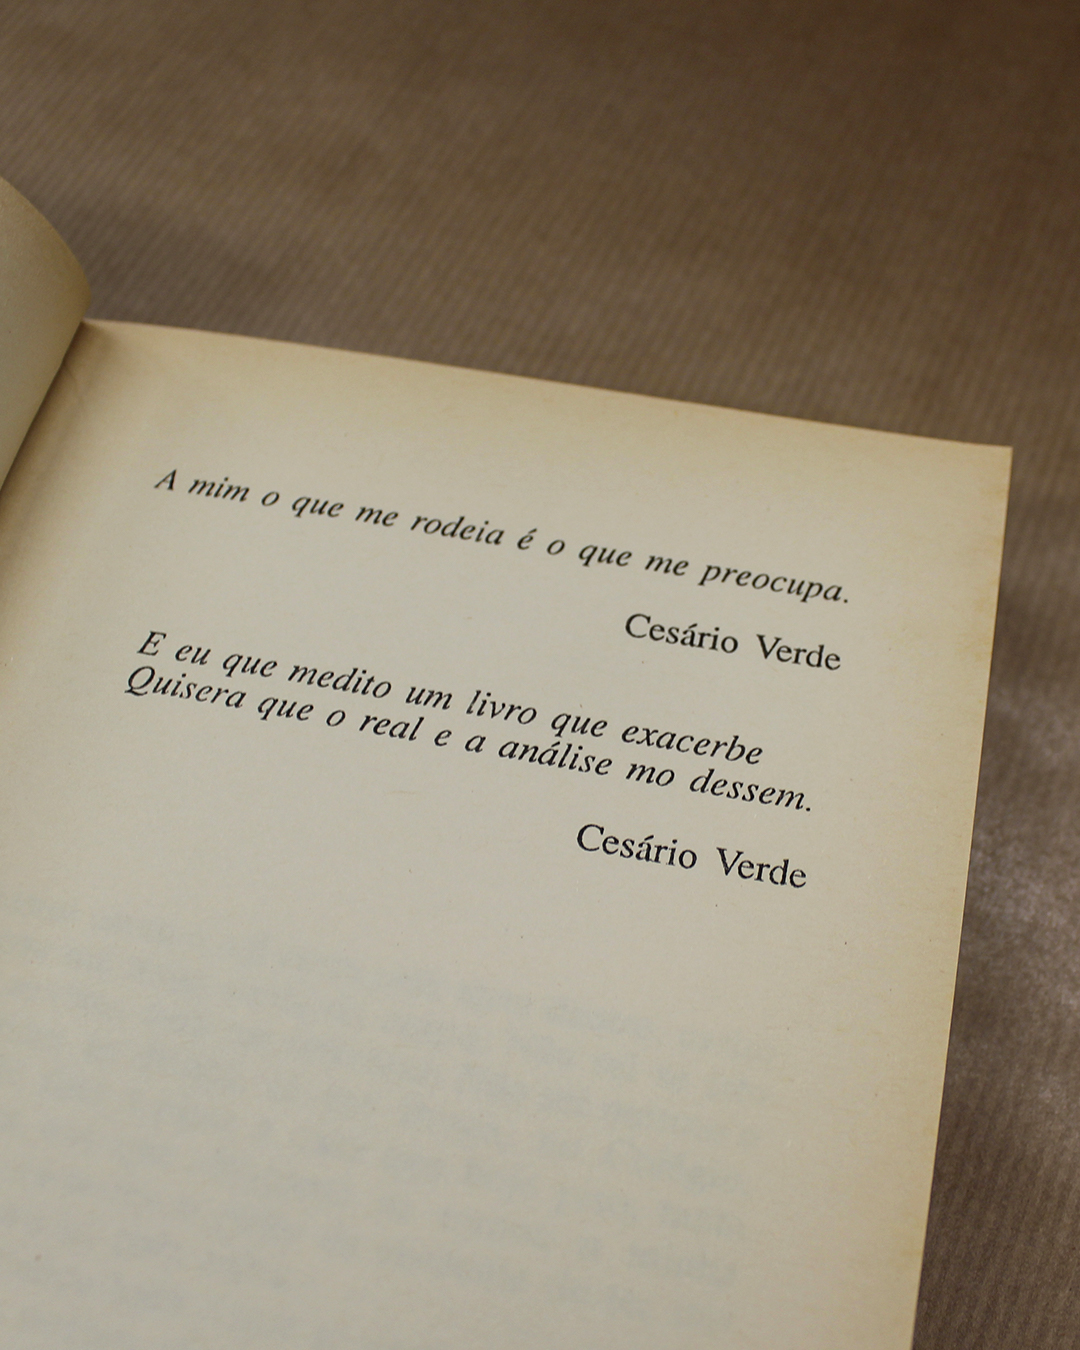 A mim o que me rodeia é o que me preocupa.
Cesário Verde
E eu que medito um livro que exacerbe
Quisera que o real e a análise mo dessem.
Cesário Verde